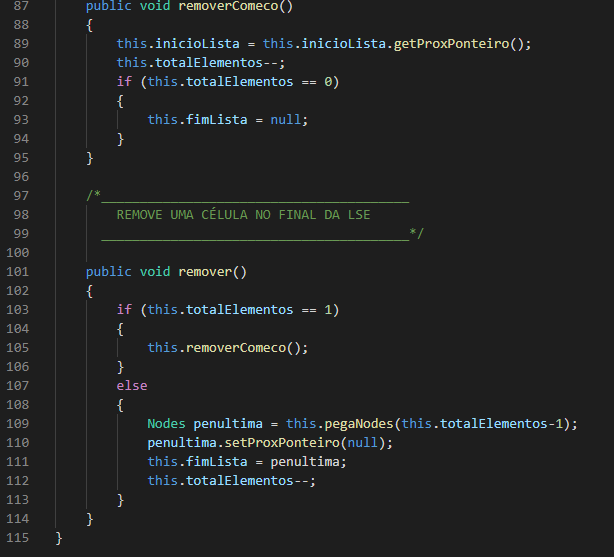 87 public void removerComeco()
88 {
89 this.inicioLista = this.inicioLista.getProxPonteiro();
90 this.totalElementos--;
91 if (this.totalElementos == 0)
92 {
93 this.fimLista = null;
94 }
95 }
96
97 /*________________________________________
98 REMOVE UMA CÉLULA NO FINAL DA LSE
99 ________________________________________*/
100
101 public void remover()
102 {
103 if (this.totalElementos == 1)
104 {
105 this.removerComeco();
106 }
107 else
108 {
109 Nodes penultima = this.pegaNodes(this.totalElementos-1);
110 penultima.setProxPonteiro(null);
111 this.fimLista = penultima;
112 this.totalElementos--;
113 }
114 }
115 }